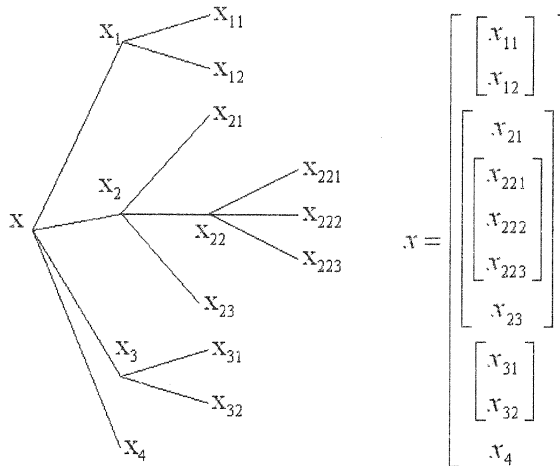 X
X₁
X₁₁
X₁₂
X₂
X₂₁
X₂₂
X₂₂₁
X₂₂₂
X₂₂₃
X₂₃
X₃
X₃₁
X₃₂
X₄
x =
x₁₁
x₁₂
x₂₁
x₂₂₁
x₂₂₂
x₂₂₃
x₂₃
x₃₁
x₃₂
x₄